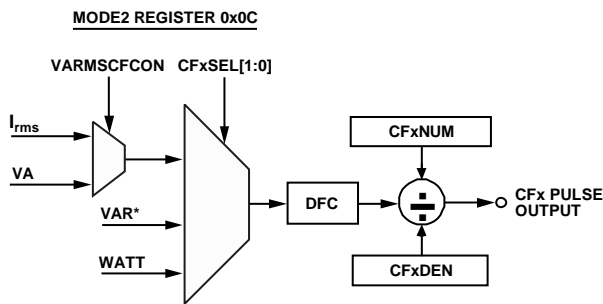 MODE2 REGISTER 0x0C
VARMSCFCON CFxSEL[1:0]
Irms
VA
VAR*
WATT
DFC
CFxNUM
÷
CFxDEN
CFx PULSE
OUTPUT